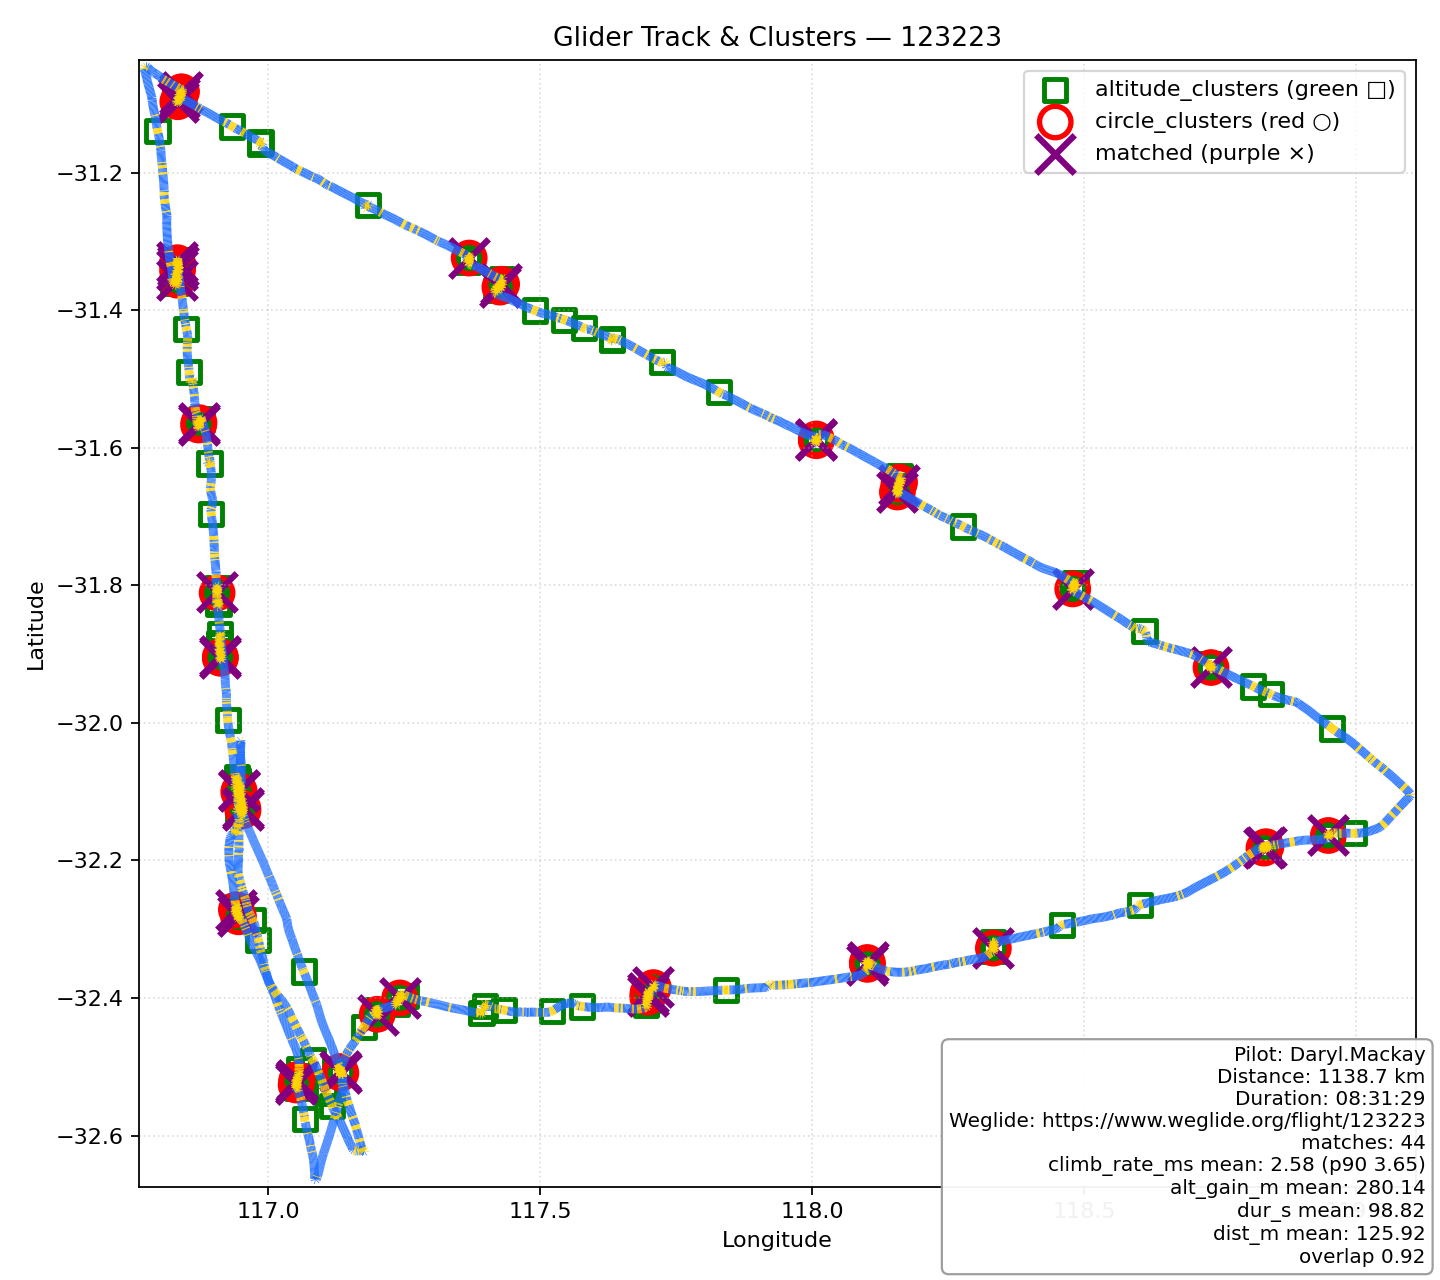 Glider Track & Clusters — 123223
altitude_clusters (green □)
circle_clusters (red ○)
matched (purple ×)
Latitude
−31.2
−31.4
−31.6
−31.8
−32.0
−32.2
−32.4
−32.6
117.0
117.5
118.0
118.5
Longitude
Pilot: Daryl.Mackay
Distance: 1138.7 km
Duration: 08:31:29
Weglide: https://www.weglide.org/flight/123223
matches: 44
climb_rate_ms mean: 2.58 (p90 3.65)
alt_gain_m mean: 280.14
dur_s mean: 98.82
dist_m mean: 125.92
overlap 0.92